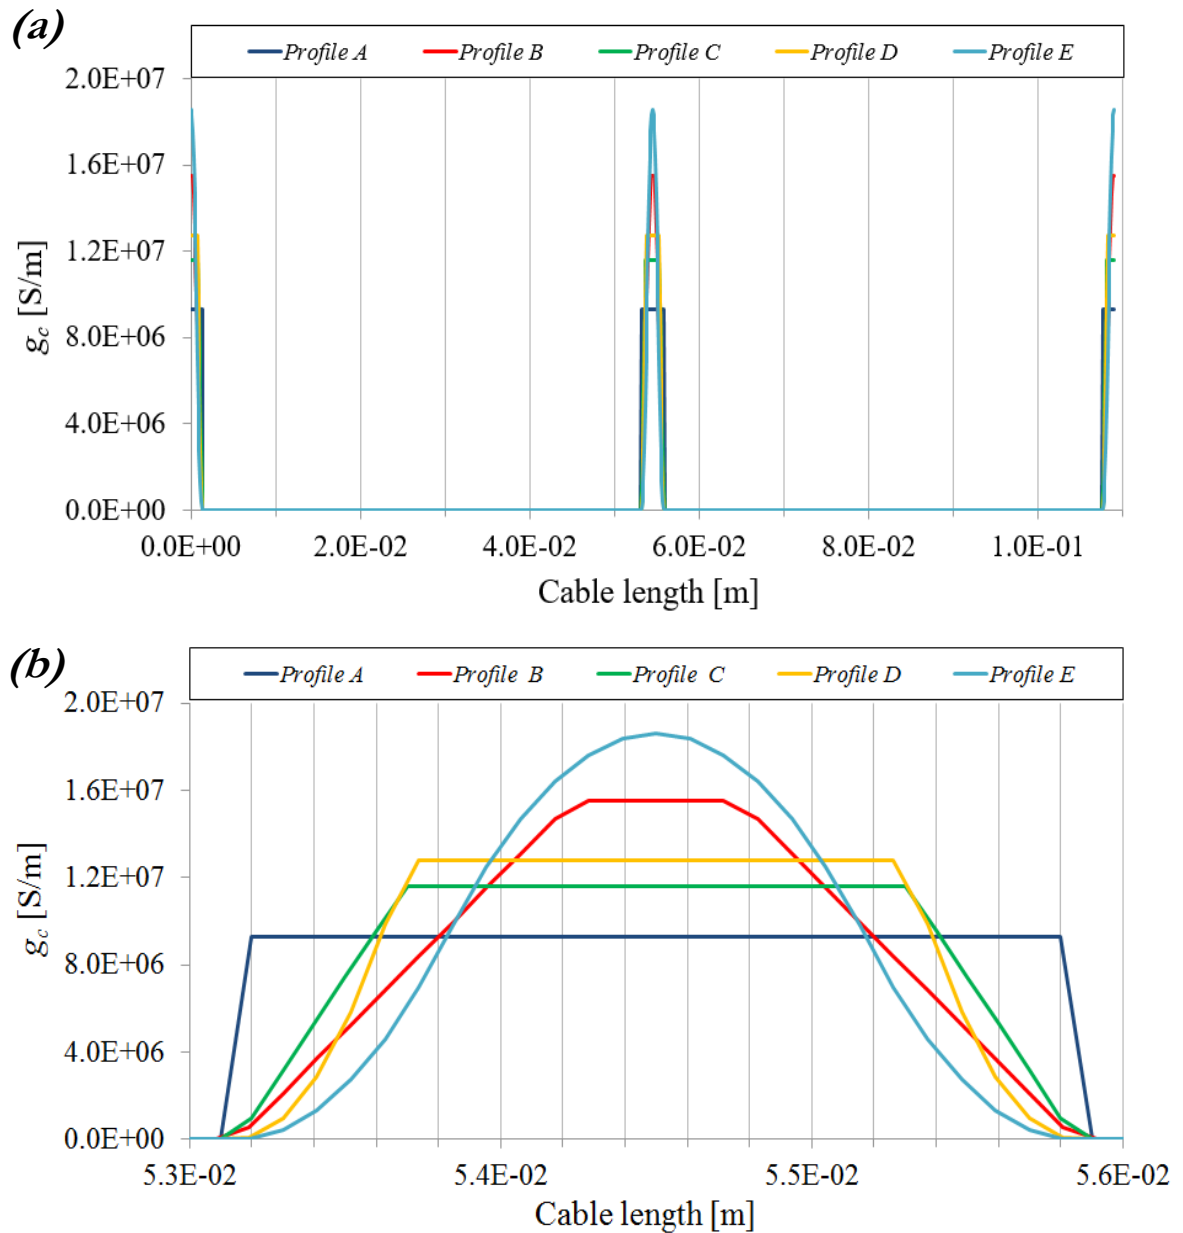 (a)
Profile A Profile B Profile C Profile D Profile E
2.0E+07
1.6E+07
1.2E+07
8.0E+06
4.0E+06
0.0E+00
g_c [S/m]
0.0E+00 2.0E-02 4.0E-02 6.0E-02 8.0E-02 1.0E-01
Cable length [m]
(b)
Profile A Profile B Profile C Profile D Profile E
2.0E+07
1.6E+07
1.2E+07
8.0E+06
4.0E+06
0.0E+00
g_c [S/m]
5.3E-02 5.4E-02 5.5E-02 5.6E-02
Cable length [m]